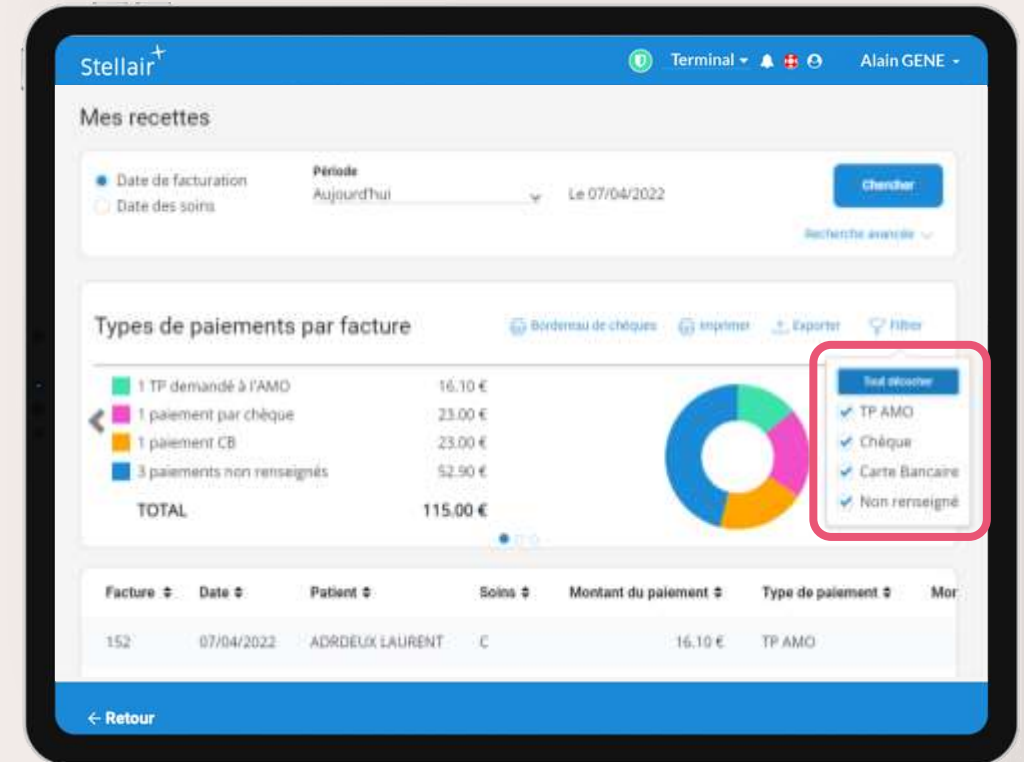 Stellair+
Terminal
Alain GENE
Mes recettes
Date de facturation
Date des soins
Période
Aujourd'hui
Le 07/04/2022
Chercher
Recherche avancée
Types de paiements par facture
Bordereau de chèques
Imprimer
Exporter
Filtrer
1 TP demandé à l'AMO 16.10 €
1 paiement par chèque 23.00 €
1 paiement CB 23.00 €
3 paiements non renseignés 52.90 €
TOTAL 115.00 €
Tout décocher
TP AMO
Chèque
Carte Bancaire
Non renseigné
Facture Date Patient Soins Montant du paiement Type de paiement Mor
152 07/04/2022 ADRDEUX LAURENT C 16.10 € TP AMO
← Retour